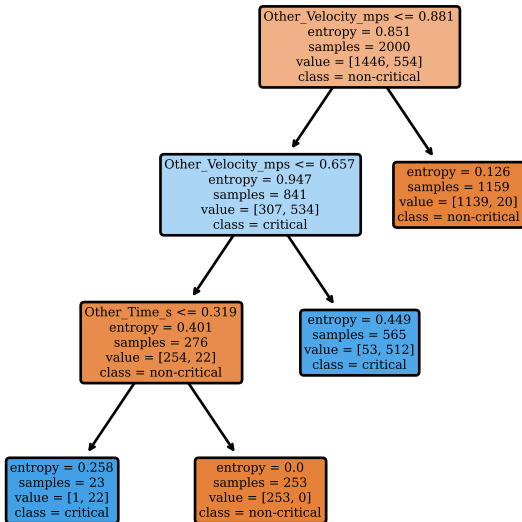 Other_Velocity_mps <= 0.881
entropy = 0.851
samples = 2000
value = [1446, 554]
class = non-critical
Other_Velocity_mps <= 0.657
entropy = 0.947
samples = 841
value = [307, 534]
class = critical
entropy = 0.126
samples = 1159
value = [1139, 20]
class = non-critical
Other_Time_s <= 0.319
entropy = 0.401
samples = 276
value = [254, 22]
class = non-critical
entropy = 0.449
samples = 565
value = [53, 512]
class = critical
entropy = 0.258
samples = 23
value = [1, 22]
class = critical
entropy = 0.0
samples = 253
value = [253, 0]
class = non-critical